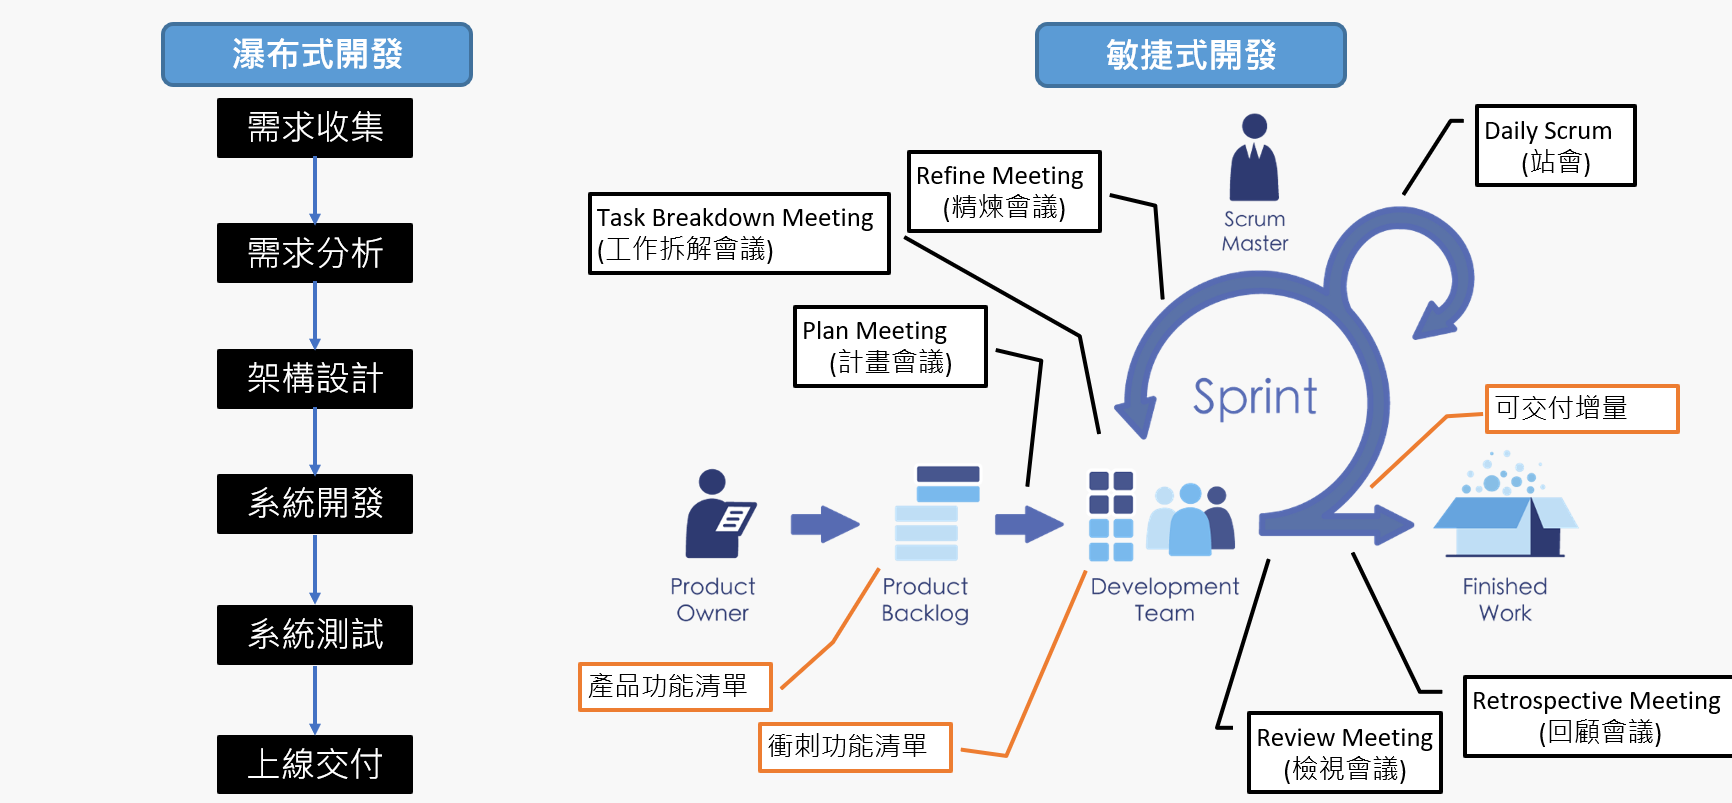 瀑布式開發
需求收集
需求分析
架構設計
系統開發
系統測試
上線交付
敏捷式開發
Daily Scrum
(站會)
Refine Meeting
(精煉會議)
Task Breakdown Meeting
(工作拆解會議)
Scrum
Master
Plan Meeting
(計畫會議)
Sprint
可交付增量
Product
Owner
Product
Backlog
Development
Team
Finished
Work
產品功能清單
衝刺功能清單
Review Meeting
(檢視會議)
Retrospective Meeting
(回顧會議)